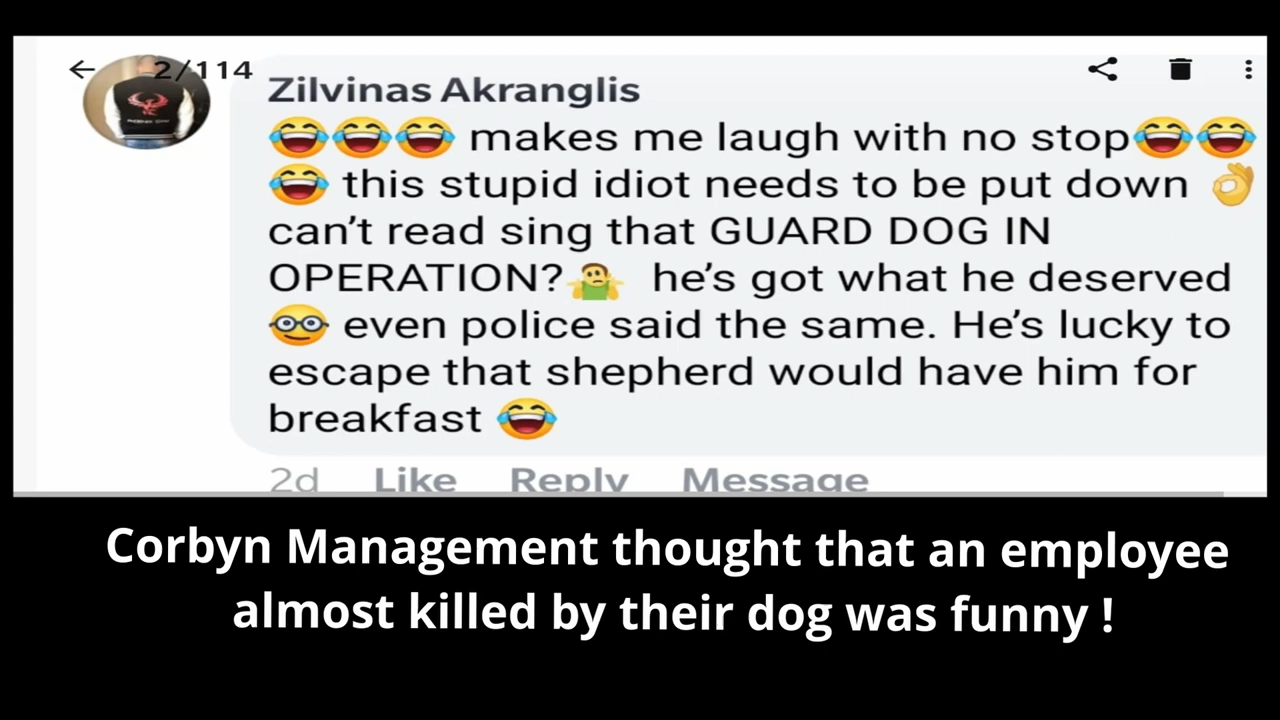 2/114
Zilvinas Akranglis
😂😂😂 makes me laugh with no stop😂😂
😂 this stupid idiot needs to be put down 👌
can't read sing that GUARD DOG IN
OPERATION?🤷‍♂️ he's got what he deserved
🤓 even police said the same. He's lucky to
escape that shepherd would have him for
breakfast 😂
2d Like Reply Message
Corbyn Management thought that an employee
almost killed by their dog was funny !